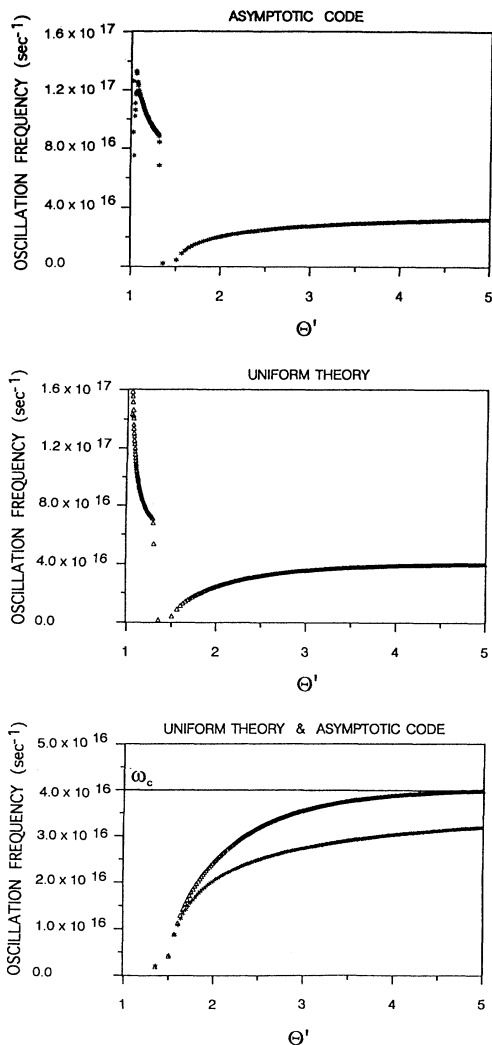 ASYMPTOTIC CODE
OSCILLATION FREQUENCY (sec⁻¹)
1.6 x 10 17
1.2 x 10 17
8.0 x 10 16
4.0 x 10 16
0.0
1 2 3 4 5
Θ'
UNIFORM THEORY
OSCILLATION FREQUENCY (sec⁻¹)
1.6 x 10 17
1.2 x 10 17
8.0 x 10 16
4.0 x 10 16
0.0
1 2 3 4 5
Θ'
UNIFORM THEORY & ASYMPTOTIC CODE
OSCILLATION FREQUENCY (sec⁻¹)
5.0 x 10 16
ωc
4.0 x 10 16
3.0 x 10 16
2.0 x 10 16
1.0 x 10 16
0.0
1 2 3 4 5
Θ'